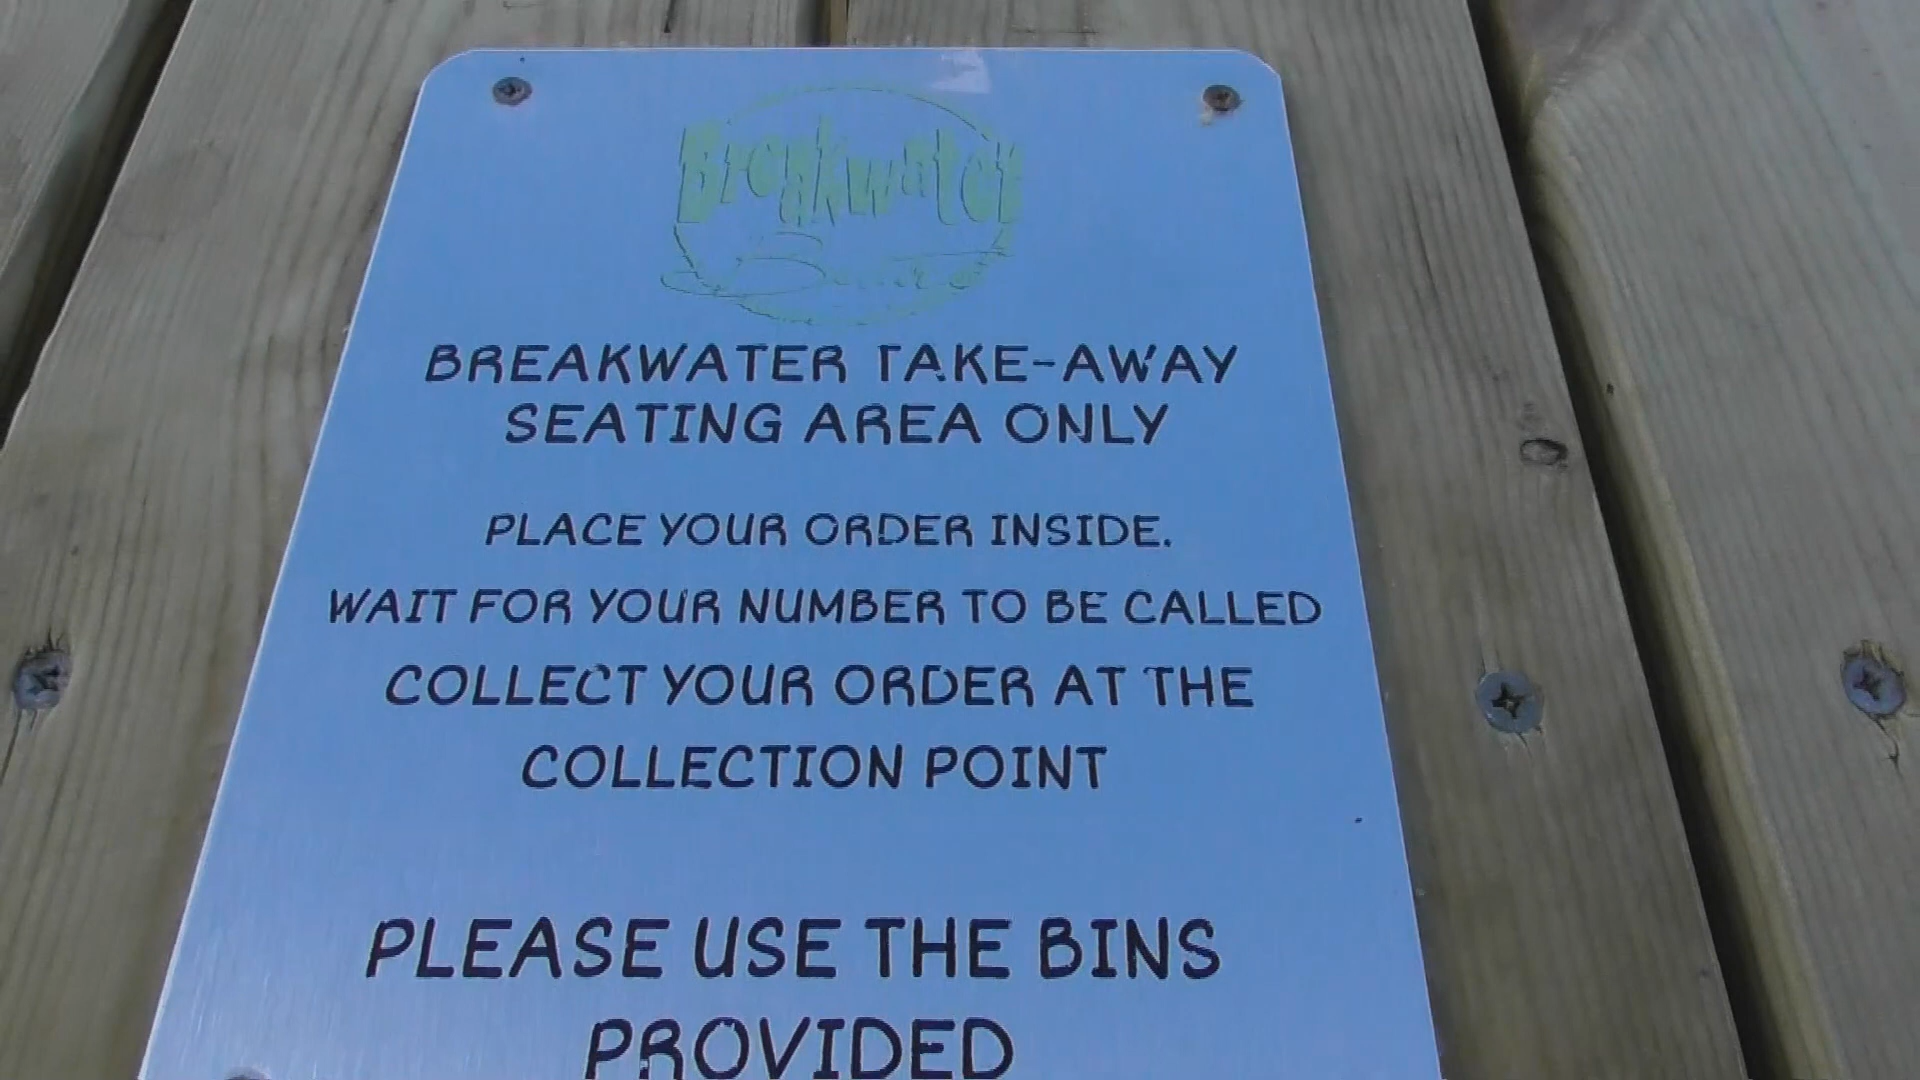 Breakwater
BREAKWATER TAKE-AWAY
SEATING AREA ONLY
PLACE YOUR ORDER INSIDE.
WAIT FOR YOUR NUMBER TO BE CALLED
COLLECT YOUR ORDER AT THE
COLLECTION POINT
PLEASE USE THE BINS
PROVIDED